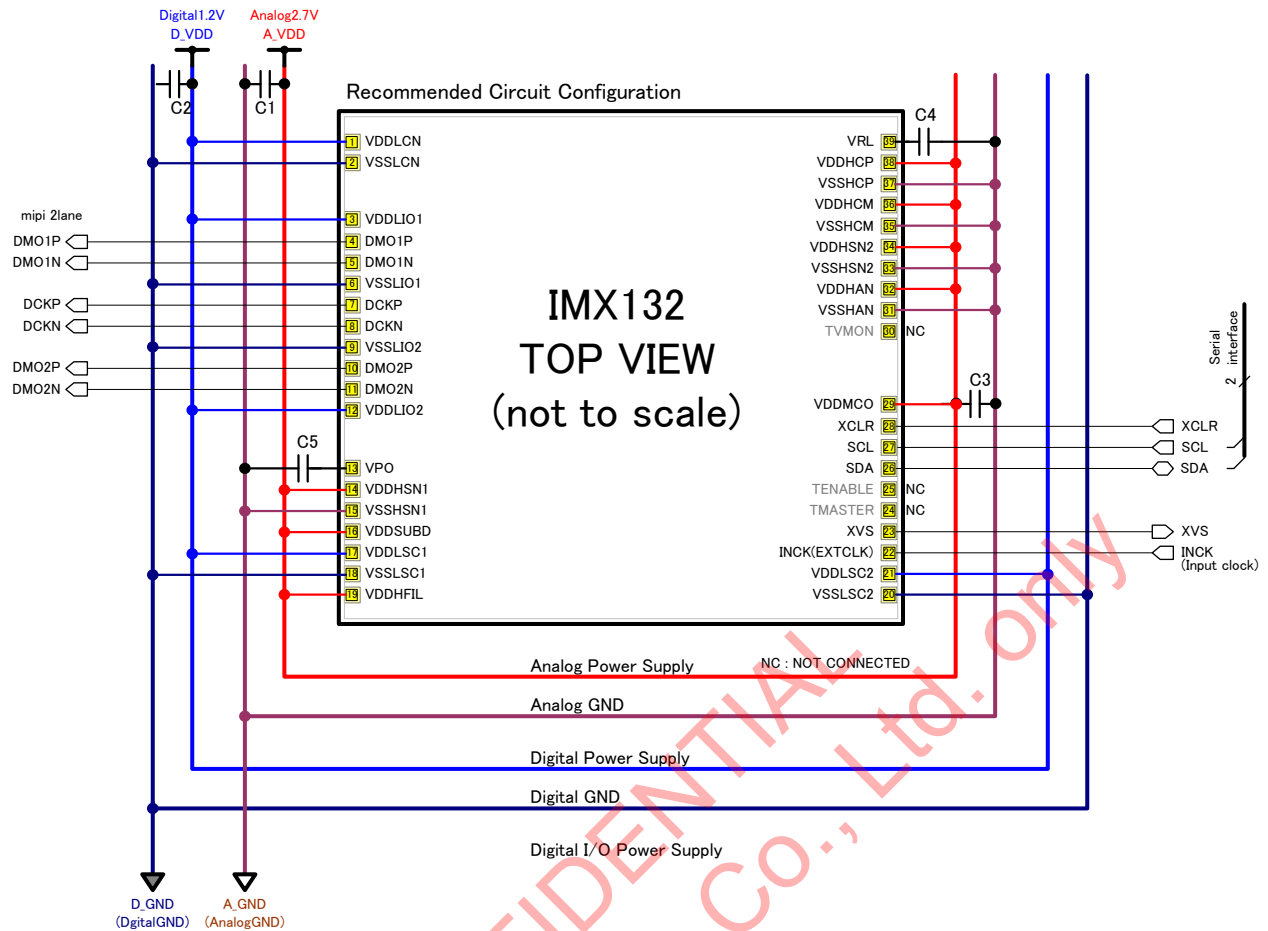 Digital1.2V
D_VDD
Analog2.7V
A_VDD
C2
C1
Recommended Circuit Configuration
C4
1 VDDLCN
2 VSSLCN
mipi 2lane
3 VDDLIO1
DMO1P
4 DMO1P
DMO1N
5 DMO1N
6 VSSLIO1
DCKP
7 DCKP
DCKN
8 DCKN
9 VSSLIO2
DMO2P
10 DMO2P
DMO2N
11 DMO2N
12 VDDLIO2
C5
13 VPO
14 VDDHSN1
15 VSSHSN1
16 VDDSUBD
17 VDDLSC1
18 VSSLSC1
19 VDDHFIL
IMX132
TOP VIEW
(not to scale)
VRL 39
VDDHCP 38
VSSHCP 37
VDDHCM 36
VSSHCM 35
VDDHSN2 34
VSSHSN2 33
VDDHAN 32
VSSHAN 31
TVMON 30 NC
C3
VDDMCO 29
XCLR 28
SCL 27
SDA 26
TENABLE 25 NC
TMASTER 24 NC
XVS 23
INCK(EXTCLK) 22
VDDLSC2 21
VSSLSC2 20
Serial
interface
2
XCLR
SCL
SDA
XVS
INCK
(Input clock)
Analog Power Supply
NC : NOT CONNECTED
Analog GND
Digital Power Supply
Digital GND
Digital I/O Power Supply
D_GND
(DgitalGND)
A_GND
(AnalogGND)
FIDENTIAL
Co., Ltd. only